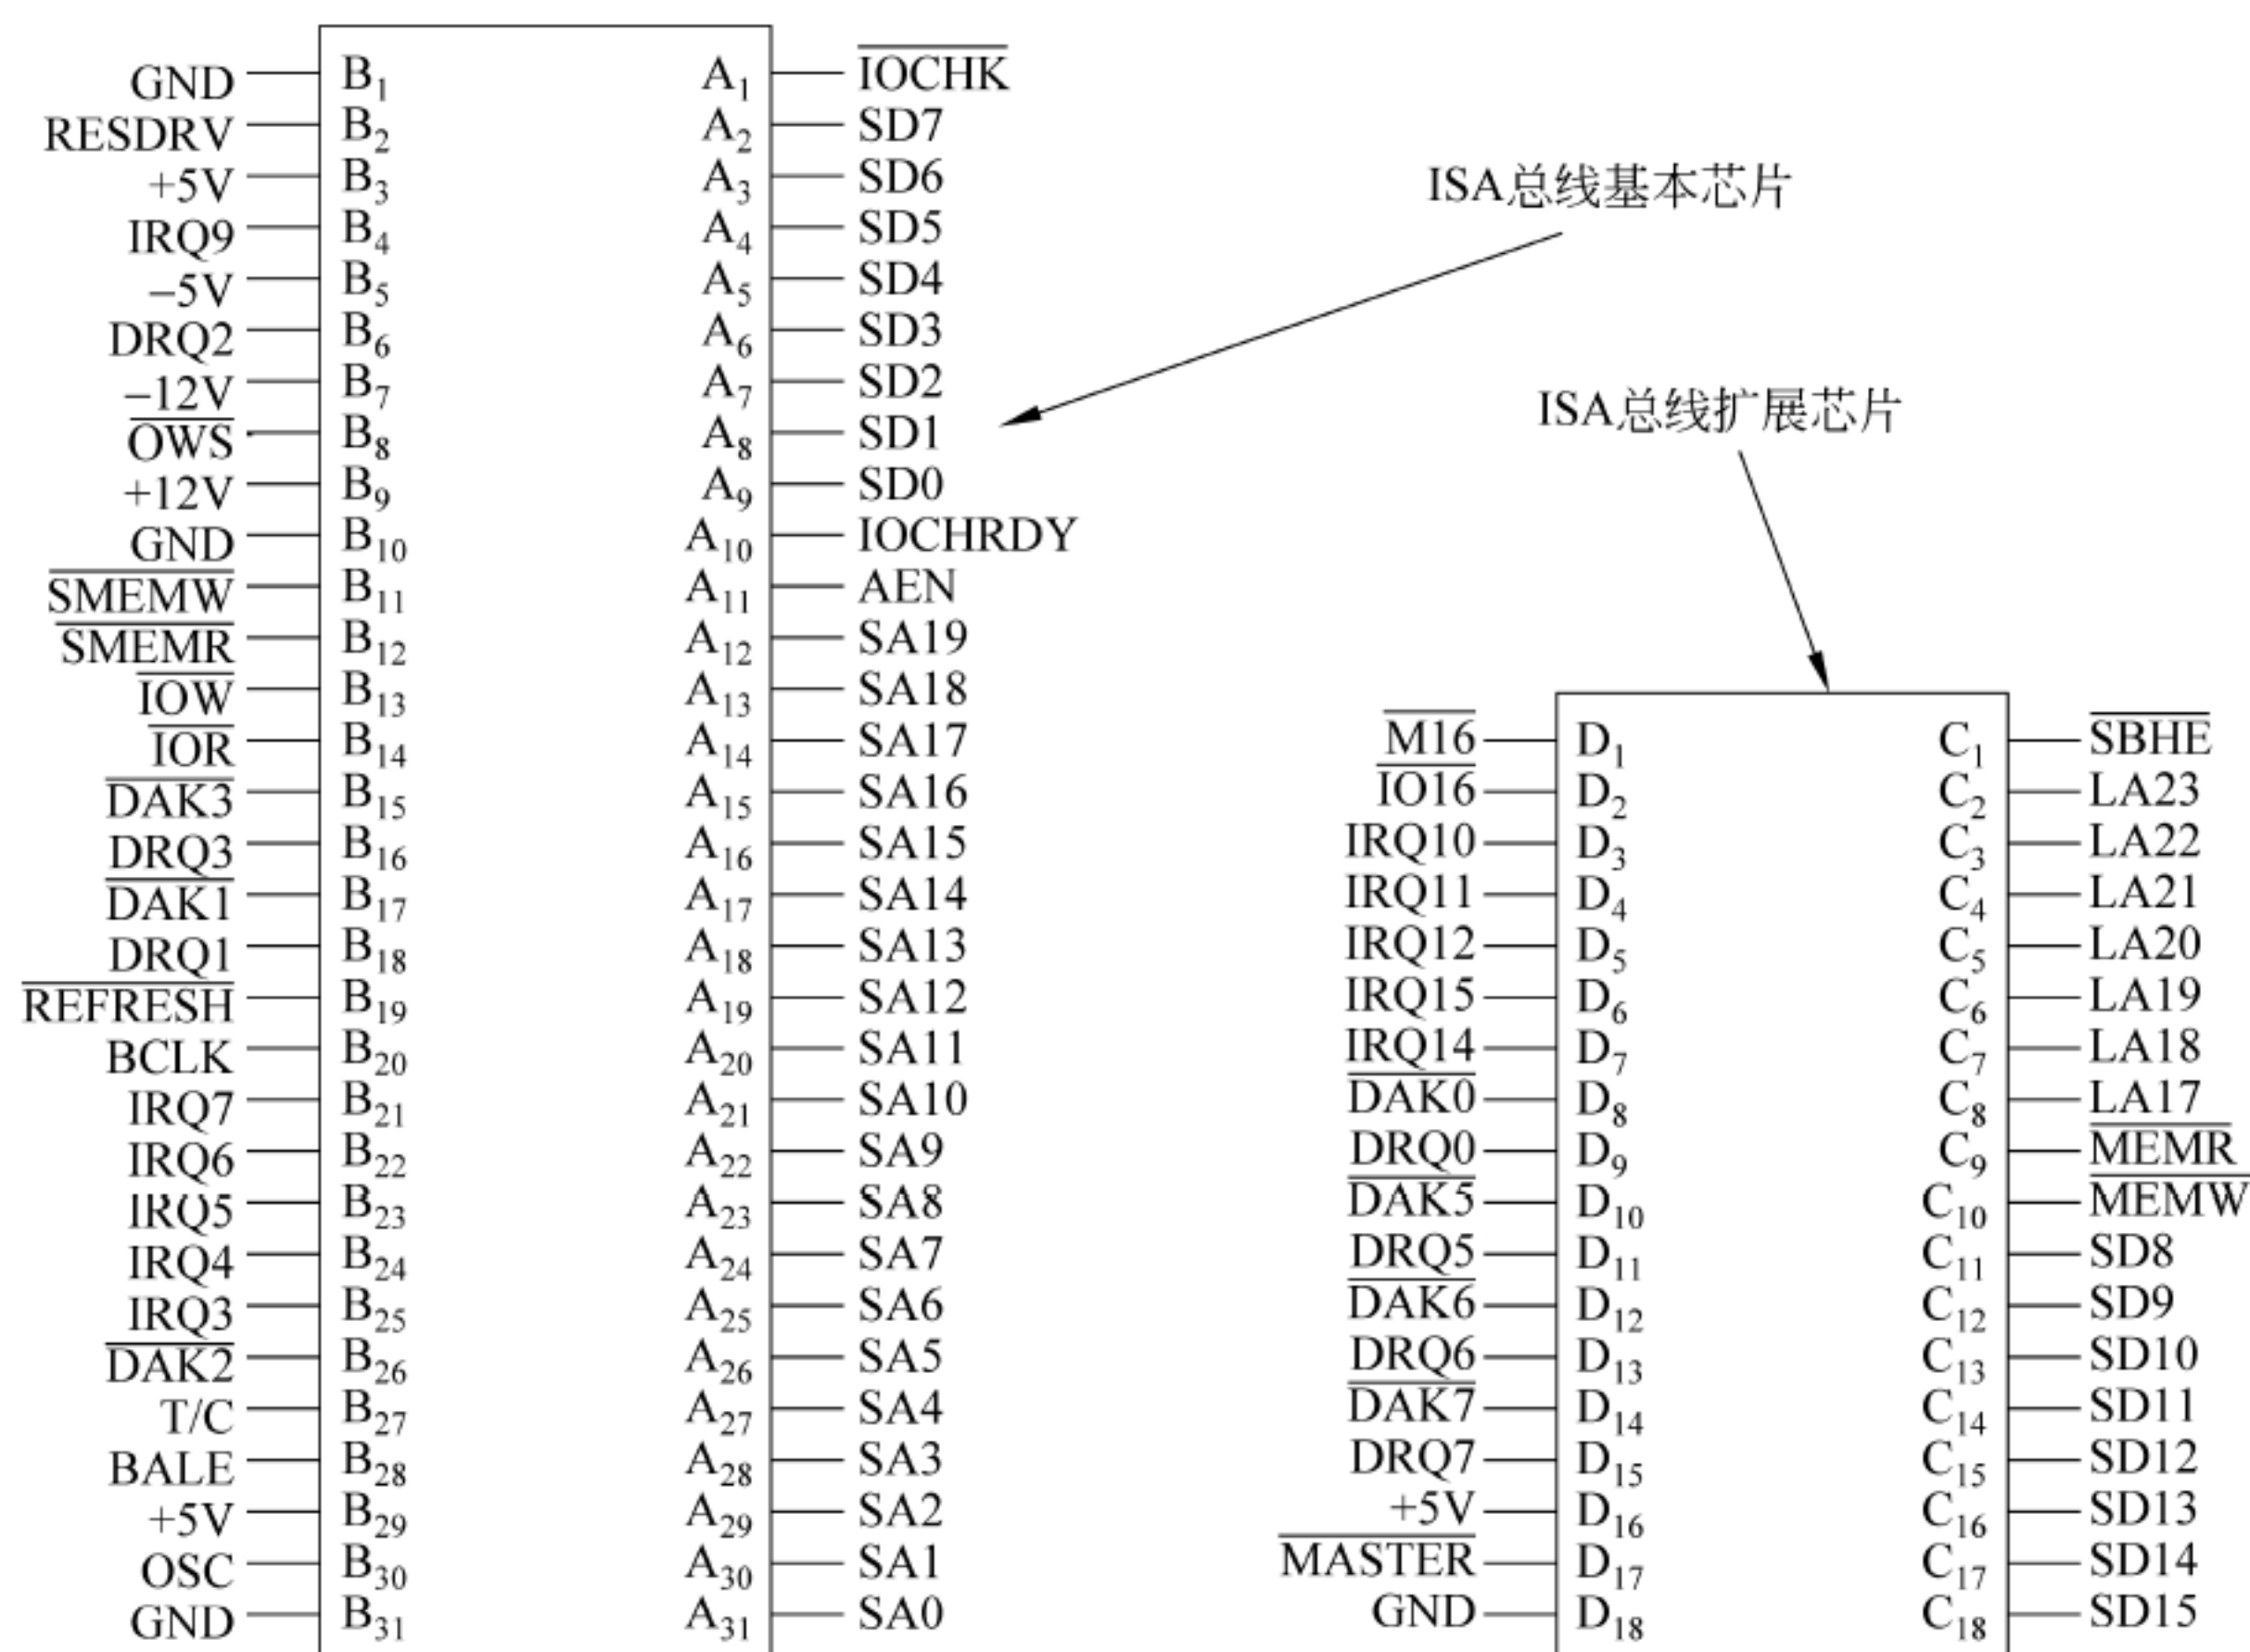 GND B1 A1 IOCHK
RESDRV B2 A2 SD7
+5V B3 A3 SD6
ISA总线基本芯片
IRQ9 B4 A4 SD5
–5V B5 A5 SD4
DRQ2 B6 A6 SD3
–12V B7 A7 SD2
ISA总线扩展芯片
OWS B8 A8 SD1
+12V B9 A9 SD0
GND B10 A10 IOCHRDY
SMEMW B11 A11 AEN
SMEMR B12 A12 SA19
IOW B13 A13 SA18
IOR B14 A14 SA17
DAK3 B15 A15 SA16
DRQ3 B16 A16 SA15
DAK1 B17 A17 SA14
DRQ1 B18 A18 SA13
REFRESH B19 A19 SA12
BCLK B20 A20 SA11
IRQ7 B21 A21 SA10
IRQ6 B22 A22 SA9
IRQ5 B23 A23 SA8
IRQ4 B24 A24 SA7
IRQ3 B25 A25 SA6
DAK2 B26 A26 SA5
T/C B27 A27 SA4
BALE B28 A28 SA3
+5V B29 A29 SA2
OSC B30 A30 SA1
GND B31 A31 SA0
M16 D1 C1 SBHE
IO16 D2 C2 LA23
IRQ10 D3 C3 LA22
IRQ11 D4 C4 LA21
IRQ12 D5 C5 LA20
IRQ15 D6 C6 LA19
IRQ14 D7 C7 LA18
DAK0 D8 C8 LA17
DRQ0 D9 C9 MEMR
DAK5 D10 C10 MEMW
DRQ5 D11 C11 SD8
DAK6 D12 C12 SD9
DRQ6 D13 C13 SD10
DAK7 D14 C14 SD11
DRQ7 D15 C15 SD12
+5V D16 C16 SD13
MASTER D17 C17 SD14
GND D18 C18 SD15